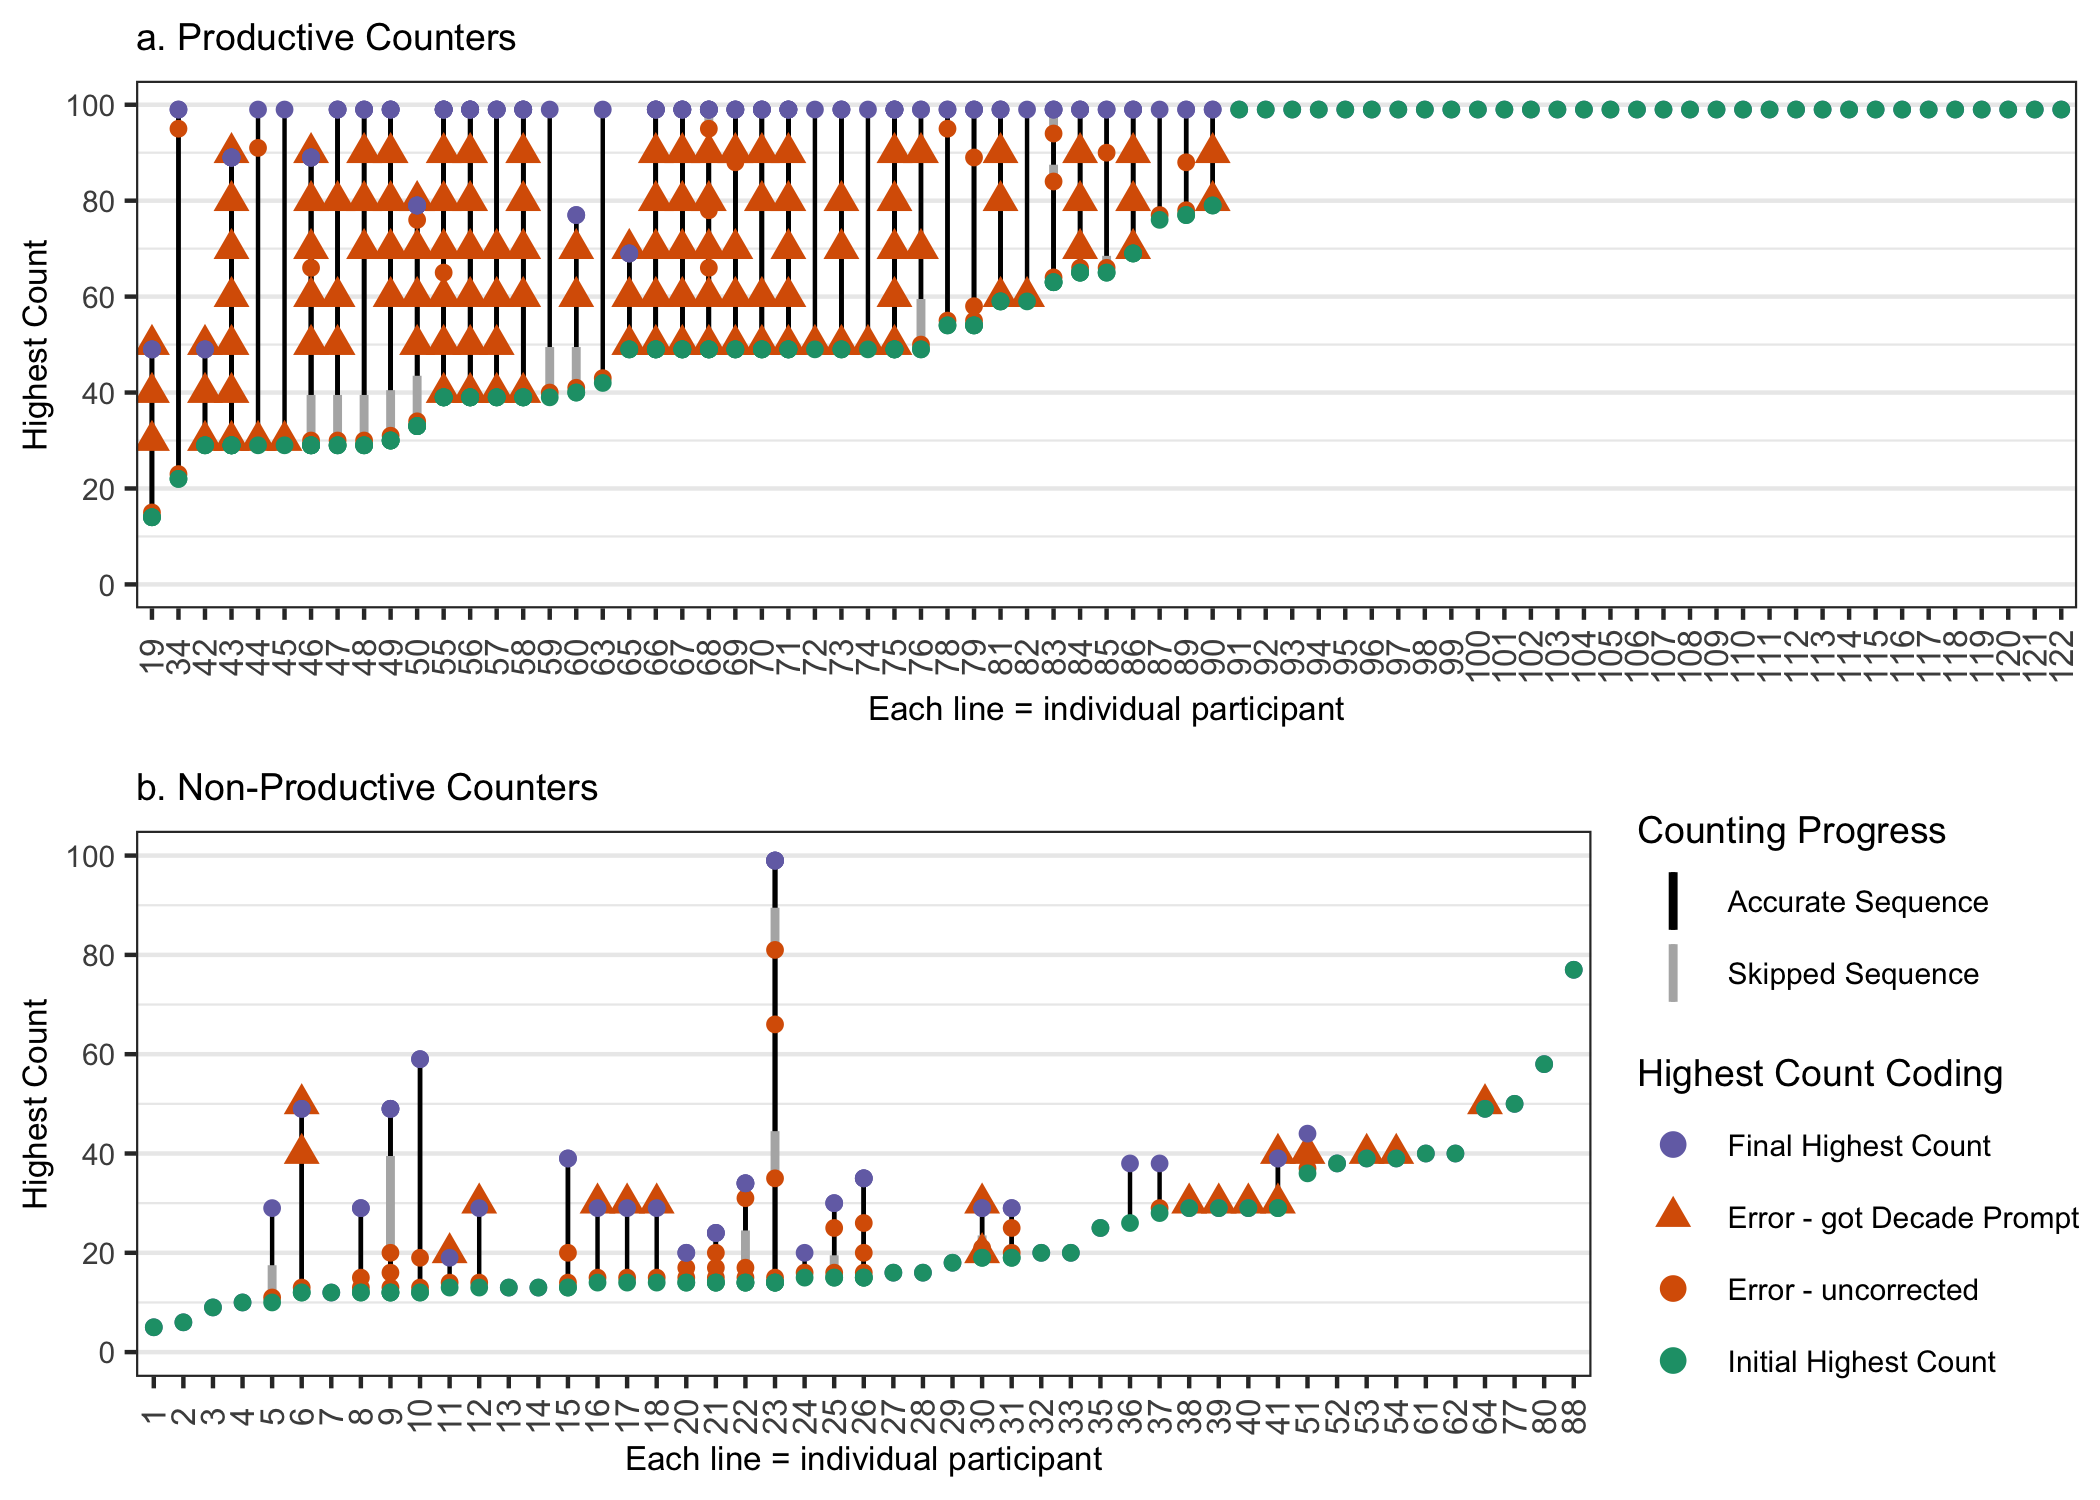 a. Productive Counters
Highest Count
100
80
60
40
20
0
19 34 42 43 44 45 46 47 48 49 50 55 56 57 58 59 60 63 65 66 67 68 69 70 71 72 73 74 75 76 78 79 81 82 83 84 85 86 87 89 90 91 92 93 94 95 96 97 98 99 100 101 102 103 104 105 106 107 108 109 110 111 112 113 114 115 116 117 118 119 120 121 122
Each line = individual participant
b. Non-Productive Counters
Highest Count
100
80
60
40
20
0
1 2 3 4 5 6 7 8 9 10 11 12 13 14 15 16 17 18 20 21 22 23 24 25 26 27 28 29 30 31 32 33 35 36 37 38 39 40 41 51 52 53 54 61 62 64 77 80 88
Each line = individual participant
Counting Progress
Accurate Sequence
Skipped Sequence
Highest Count Coding
Final Highest Count
Error - got Decade Prompt
Error - uncorrected
Initial Highest Count